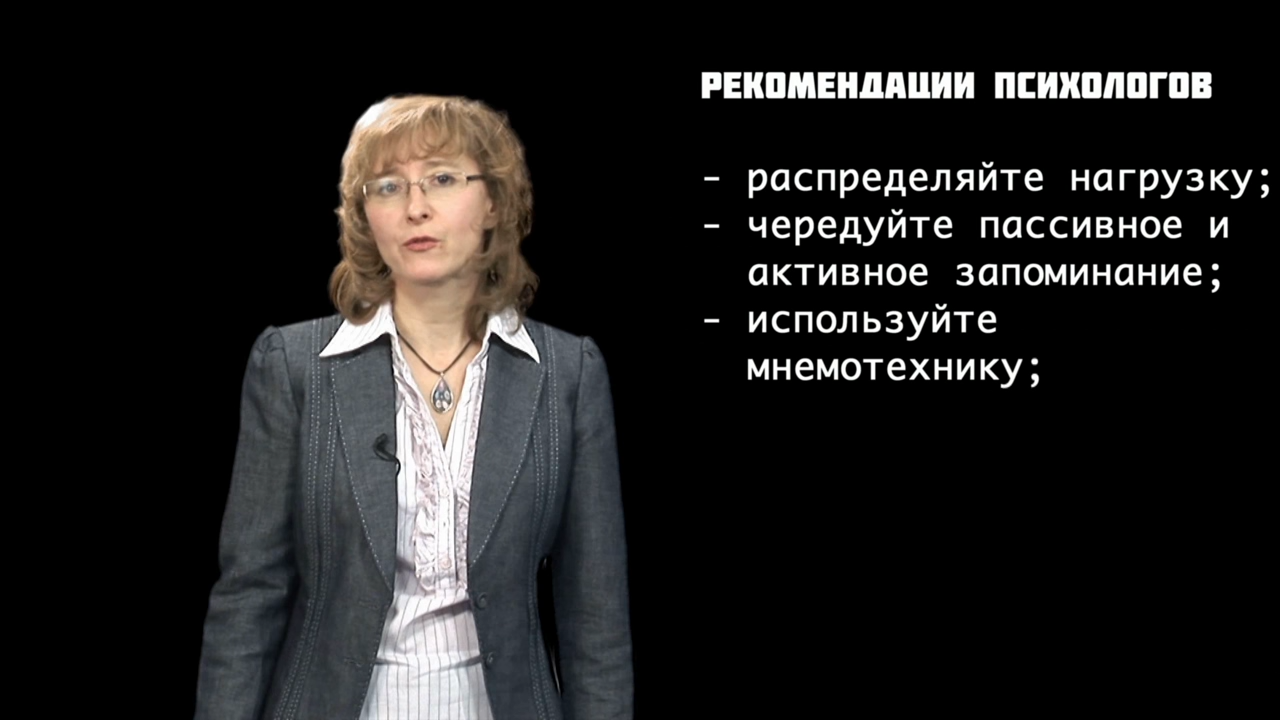 РЕКОМЕНДАЦИИ ПСИХОЛОГОВ
- распределяйте нагрузку;
- чередуйте пассивное и
активное запоминание;
- используйте
мнемотехнику;